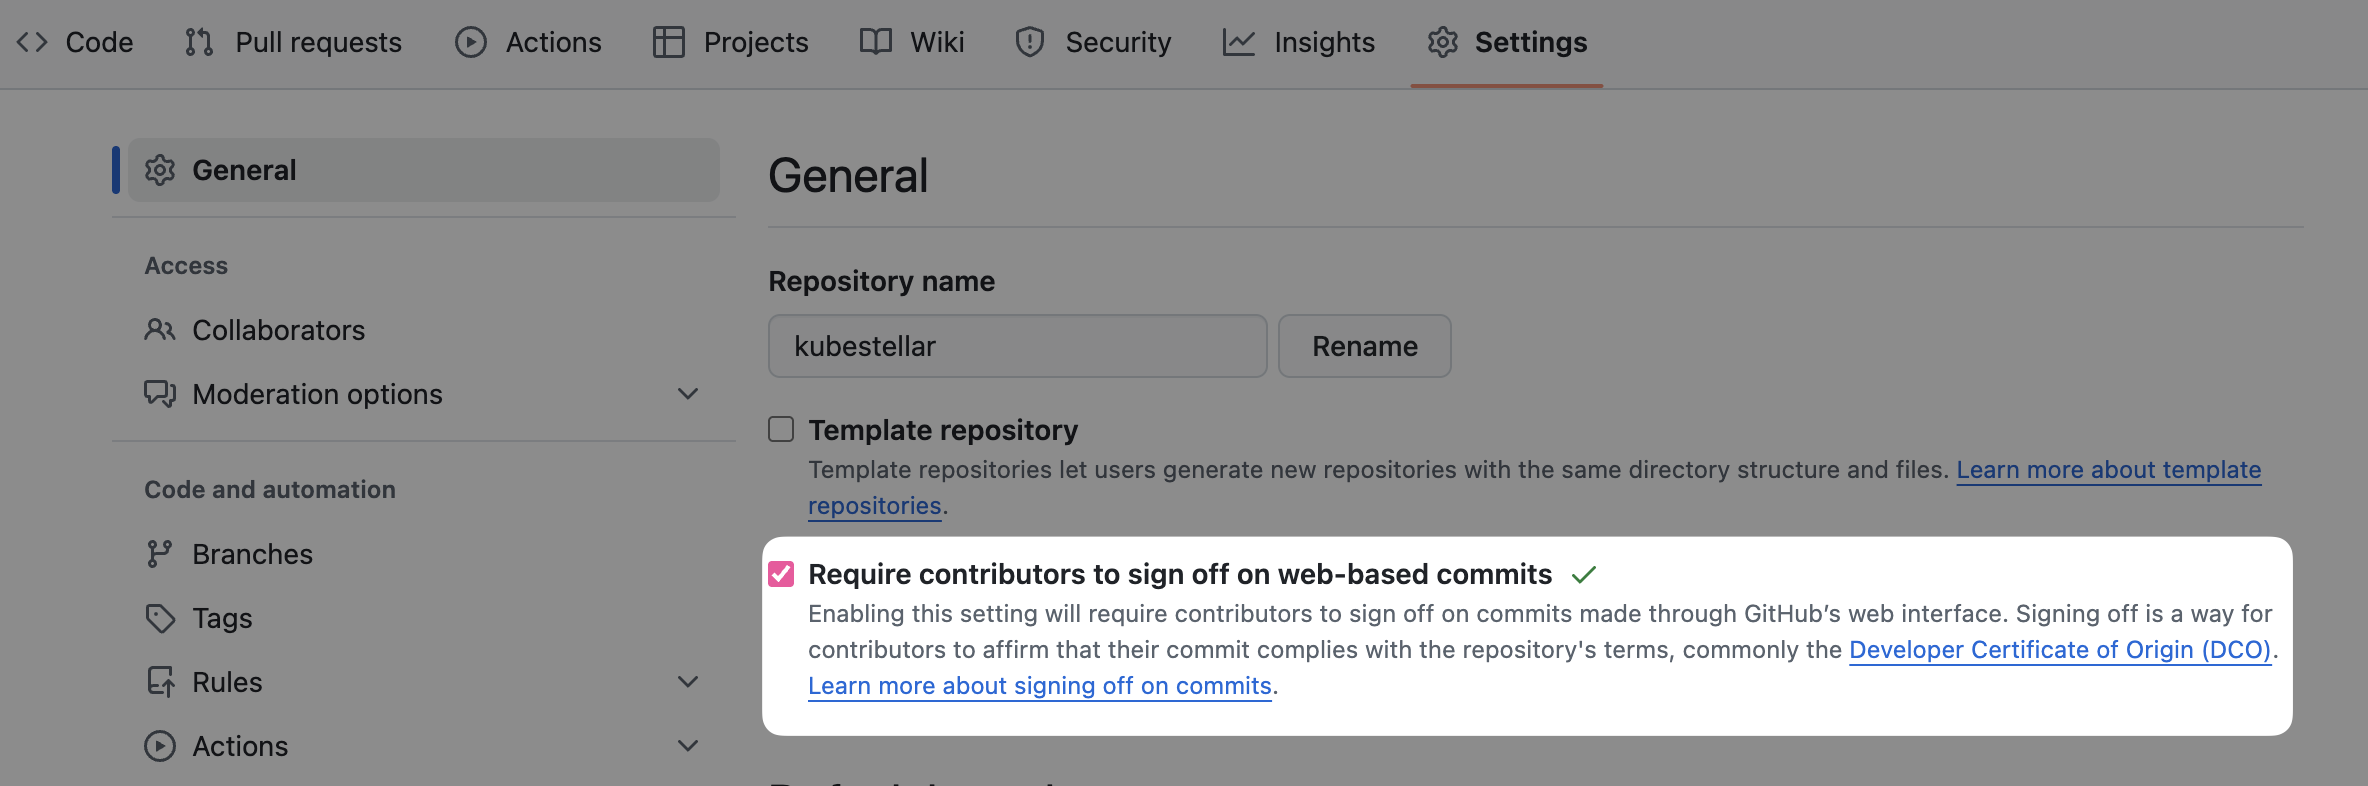 Code Pull requests Actions Projects Wiki Security Insights Settings
General
Access
Collaborators
Moderation options
Code and automation
Branches
Tags
Rules
Actions
General
Repository name
kubestellar Rename
Template repository
Template repositories let users generate new repositories with the same directory structure and files. Learn more about template
repositories.
Require contributors to sign off on web-based commits
Enabling this setting will require contributors to sign off on commits made through GitHub’s web interface. Signing off is a way for
contributors to affirm that their commit complies with the repository's terms, commonly the Developer Certificate of Origin (DCO).
Learn more about signing off on commits.